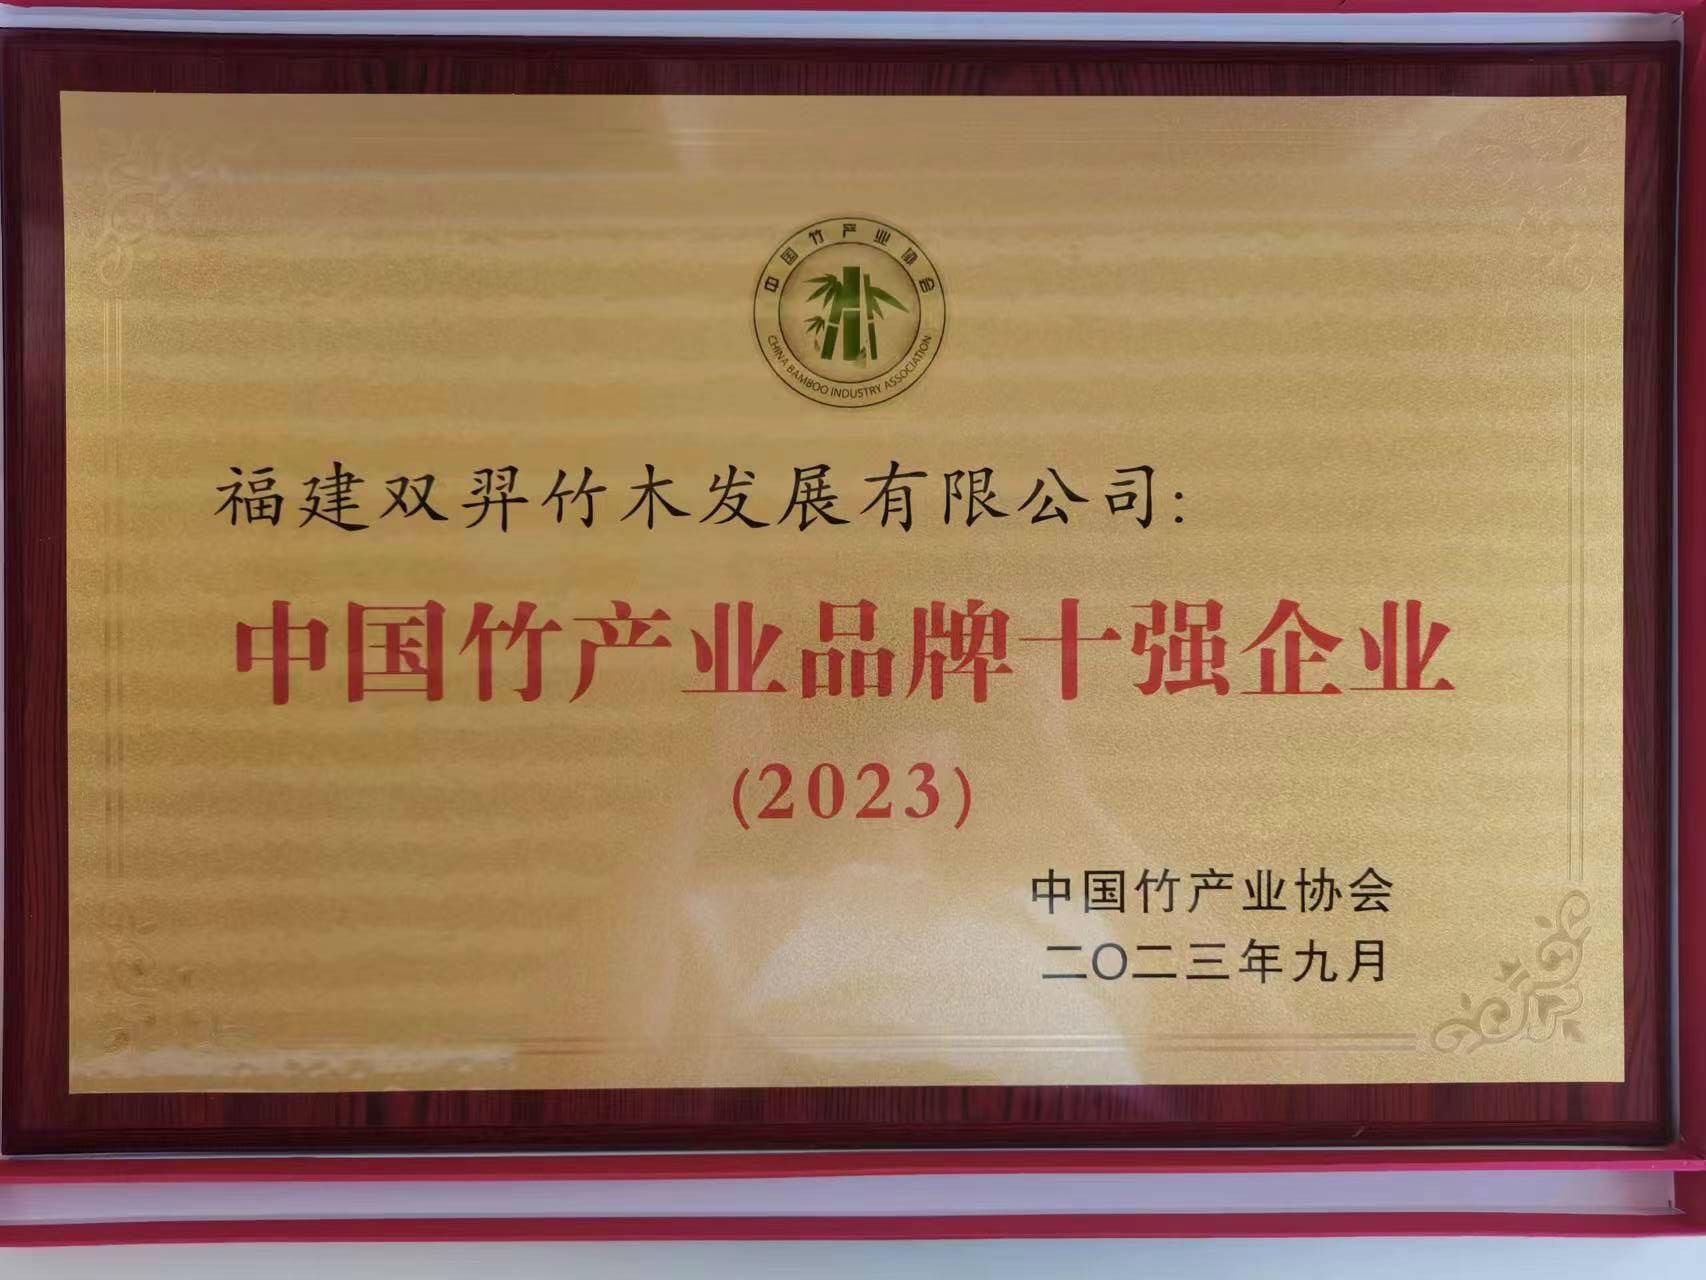 中国竹产业协会
CHINA BAMBOO INDUSTRY ASSOCIATION
福建双羿竹木发展有限公司:
中国竹产业品牌十强企业
(2023)
中国竹产业协会
二〇二三年九月